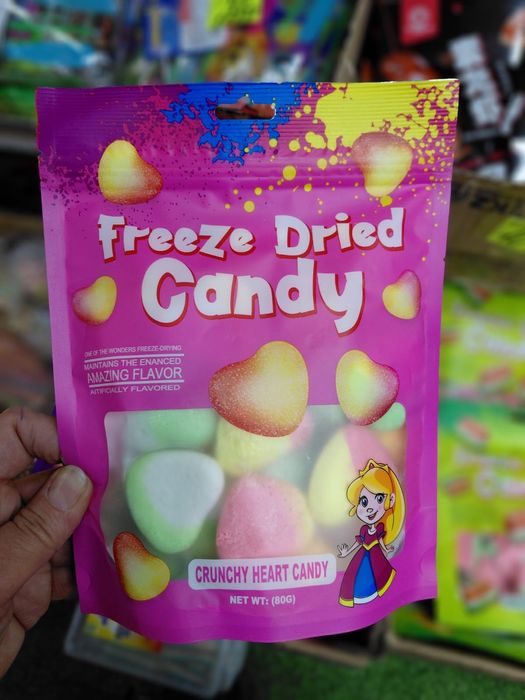 Freeze Dried
Candy
ONE OF THE WONDERS FREEZE-DRYING
MAINTAINS THE ENANCED
AMAZING FLAVOR
AITIFICIALLY FLAVORED
CRUNCHY HEART CANDY
NET WT: (80G)